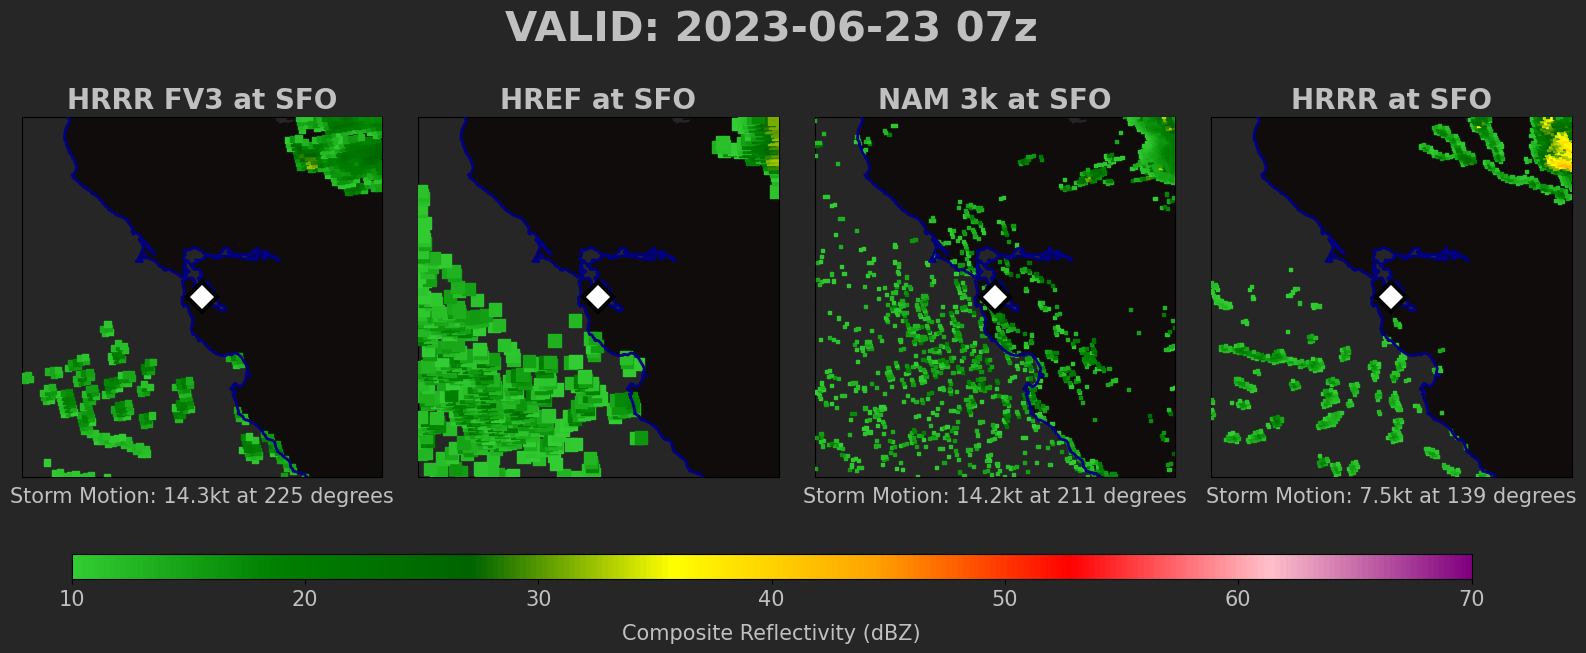 VALID: 2023-06-23 07z
HRRR FV3 at SFO
HREF at SFO
NAM 3k at SFO
HRRR at SFO
Storm Motion: 14.3kt at 225 degrees
Storm Motion: 14.2kt at 211 degrees
Storm Motion: 7.5kt at 139 degrees
10 20 30 40 50 60 70
Composite Reflectivity (dBZ)